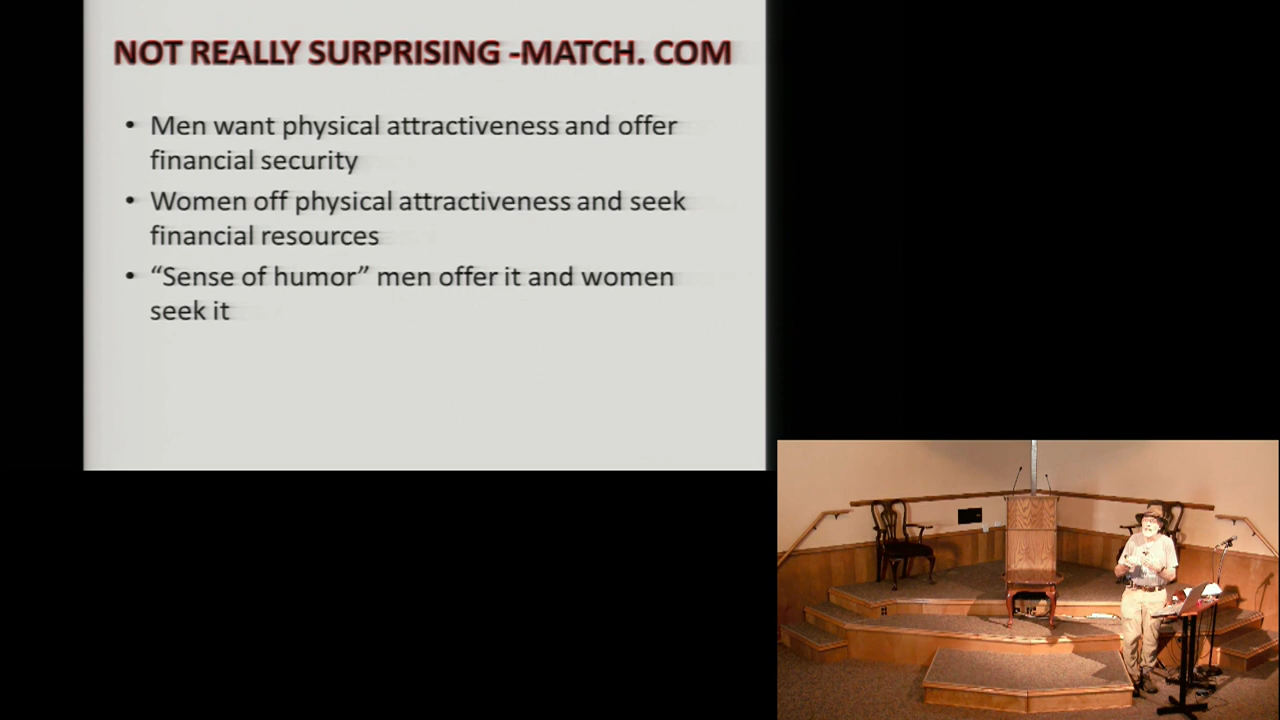 NOT REALLY SURPRISING -MATCH. COM
• Men want physical attractiveness and offer
financial security
• Women off physical attractiveness and seek
financial resources
• “Sense of humor” men offer it and women
seek it